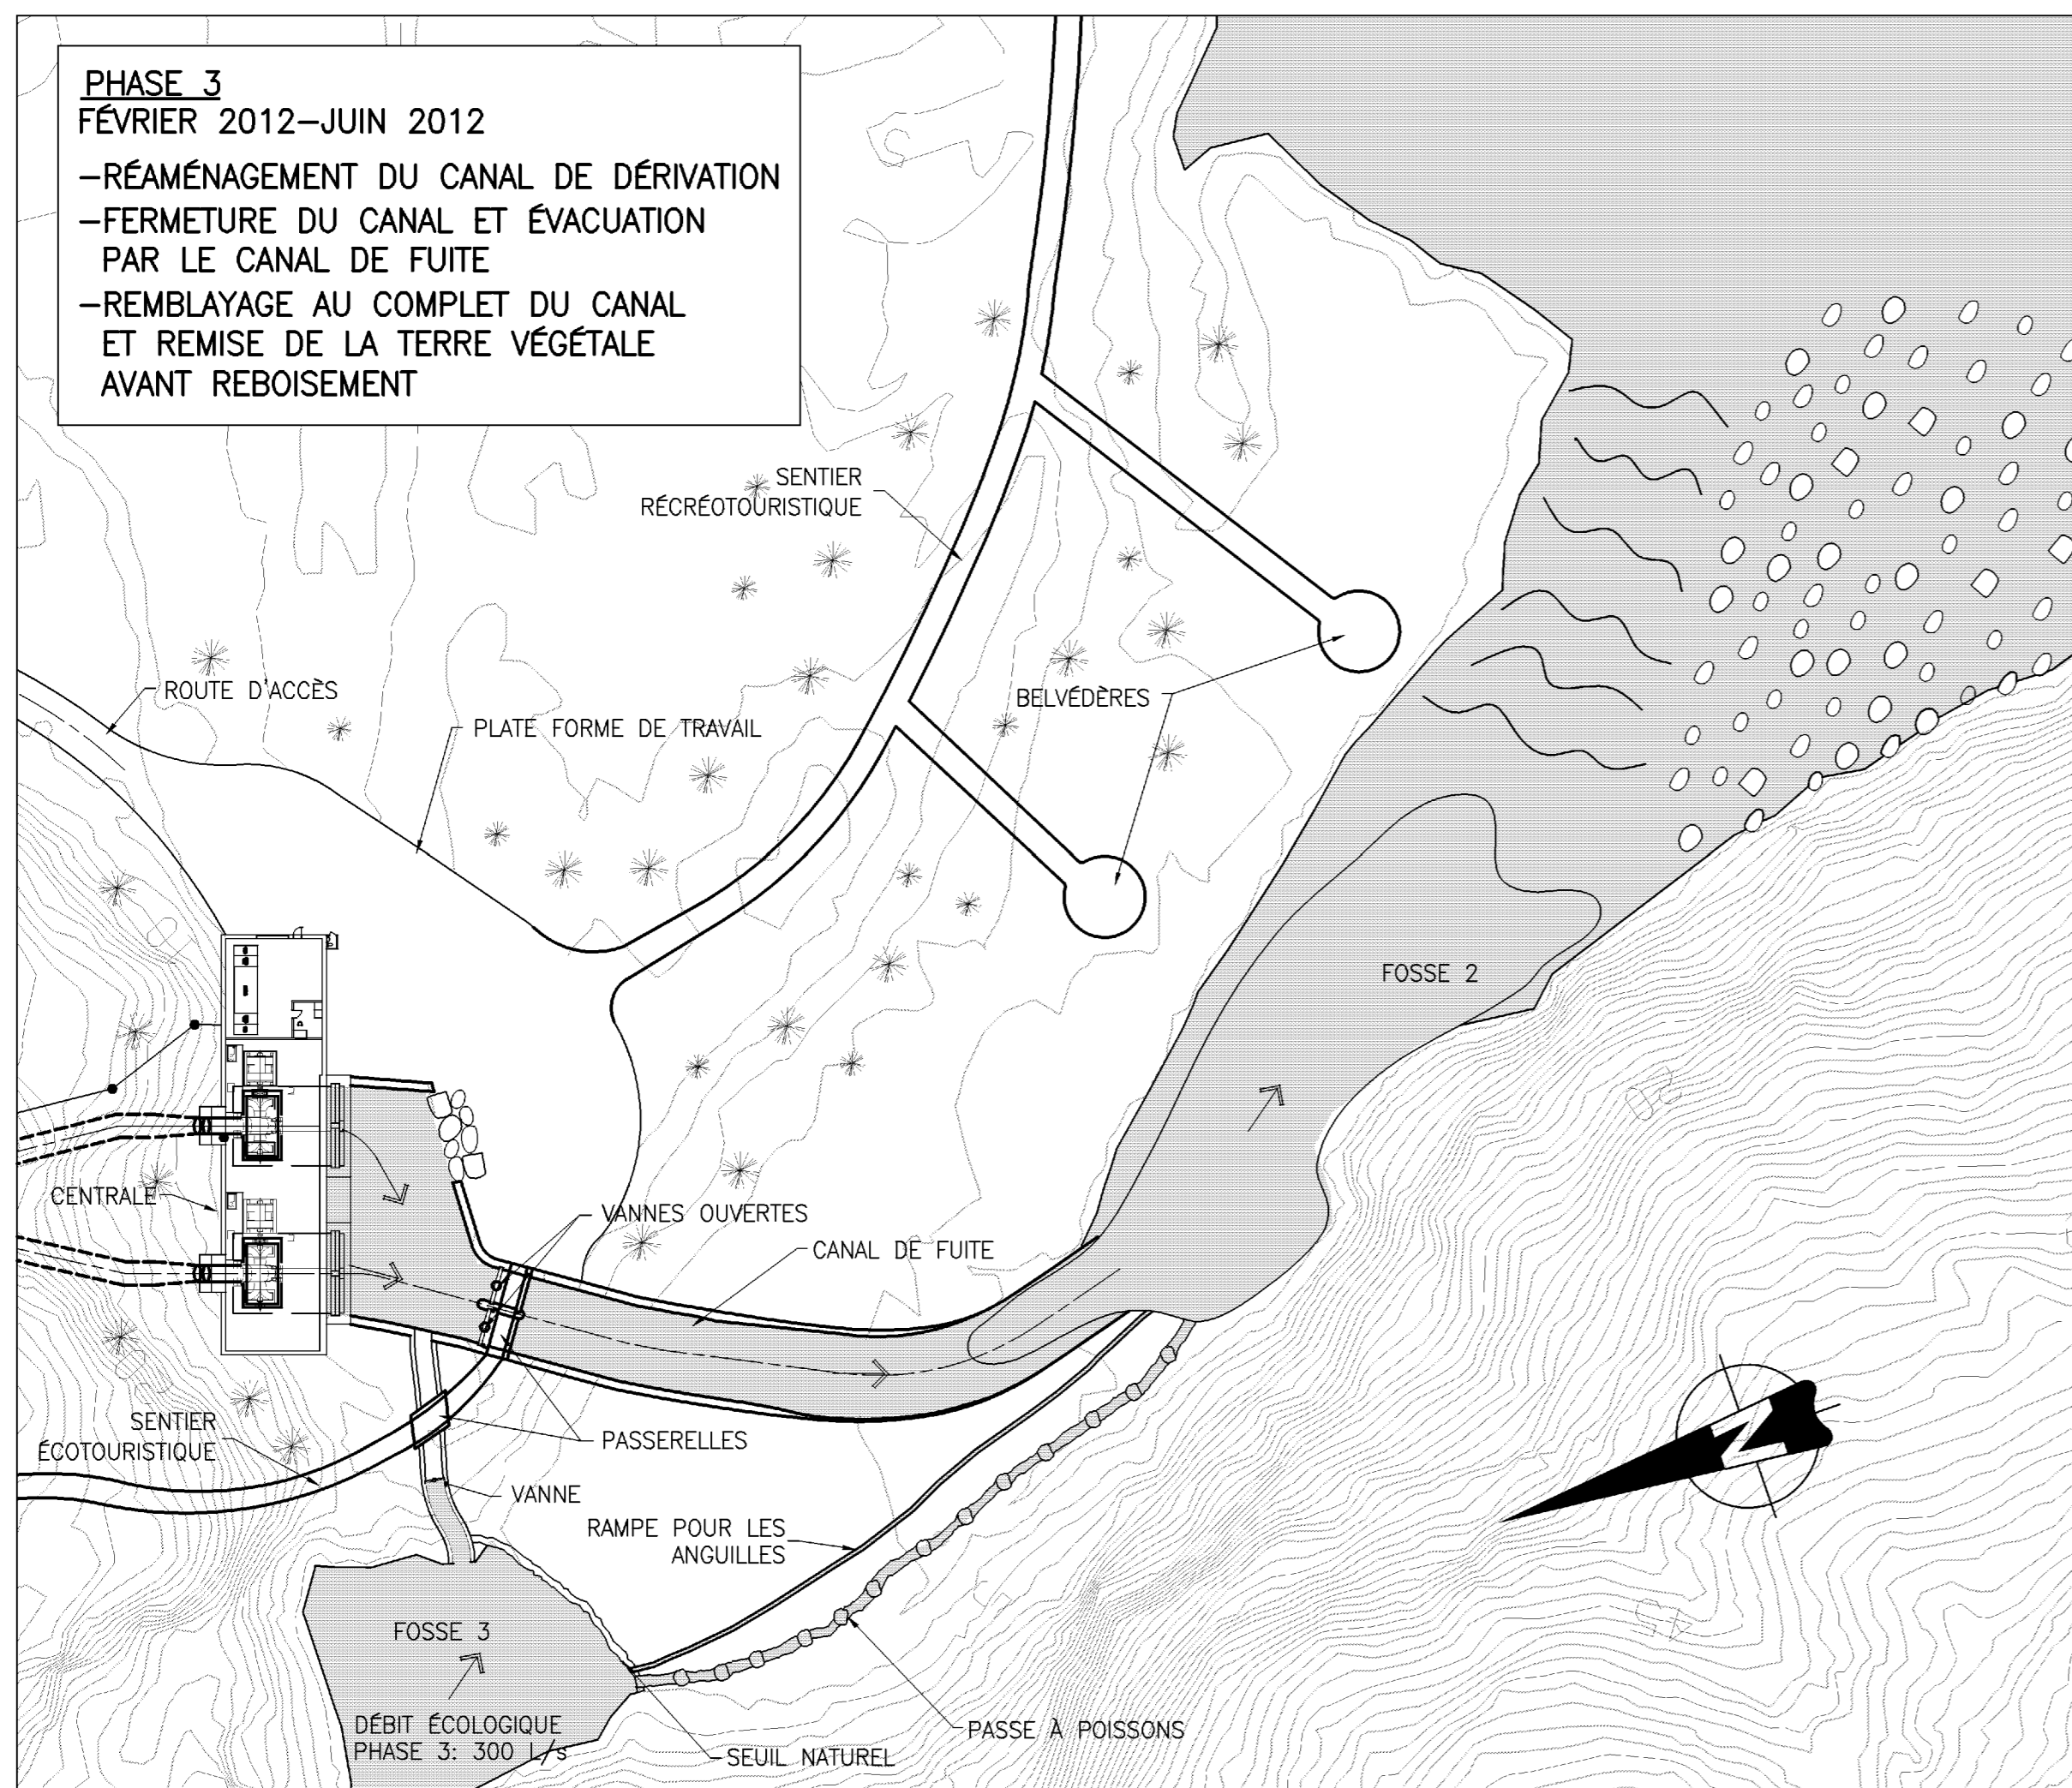 PHASE 3
FÉVRIER 2012-JUIN 2012
-RÉAMÉNAGEMENT DU CANAL DE DÉRIVATION
-FERMETURE DU CANAL ET ÉVACUATION
PAR LE CANAL DE FUITE
-REMBLAYAGE AU COMPLET DU CANAL
ET REMISE DE LA TERRE VÉGÉTALE
AVANT REBOISEMENT
SENTIER
RÉCRÉOTOURISTIQUE
ROUTE D'ACCÈS
PLATE FORME DE TRAVAIL
BELVÉDÈRES
FOSSE 2
CENTRALE
VANNES OUVERTES
CANAL DE FUITE
SENTIER
ÉCOTOURISTIQUE
PASSERELLES
VANNE
RAMPE POUR LES
ANGUILLES
FOSSE 3
DÉBIT ÉCOLOGIQUE
PHASE 3: 300 L/s
PASSE À POISSONS
SEUIL NATUREL
N